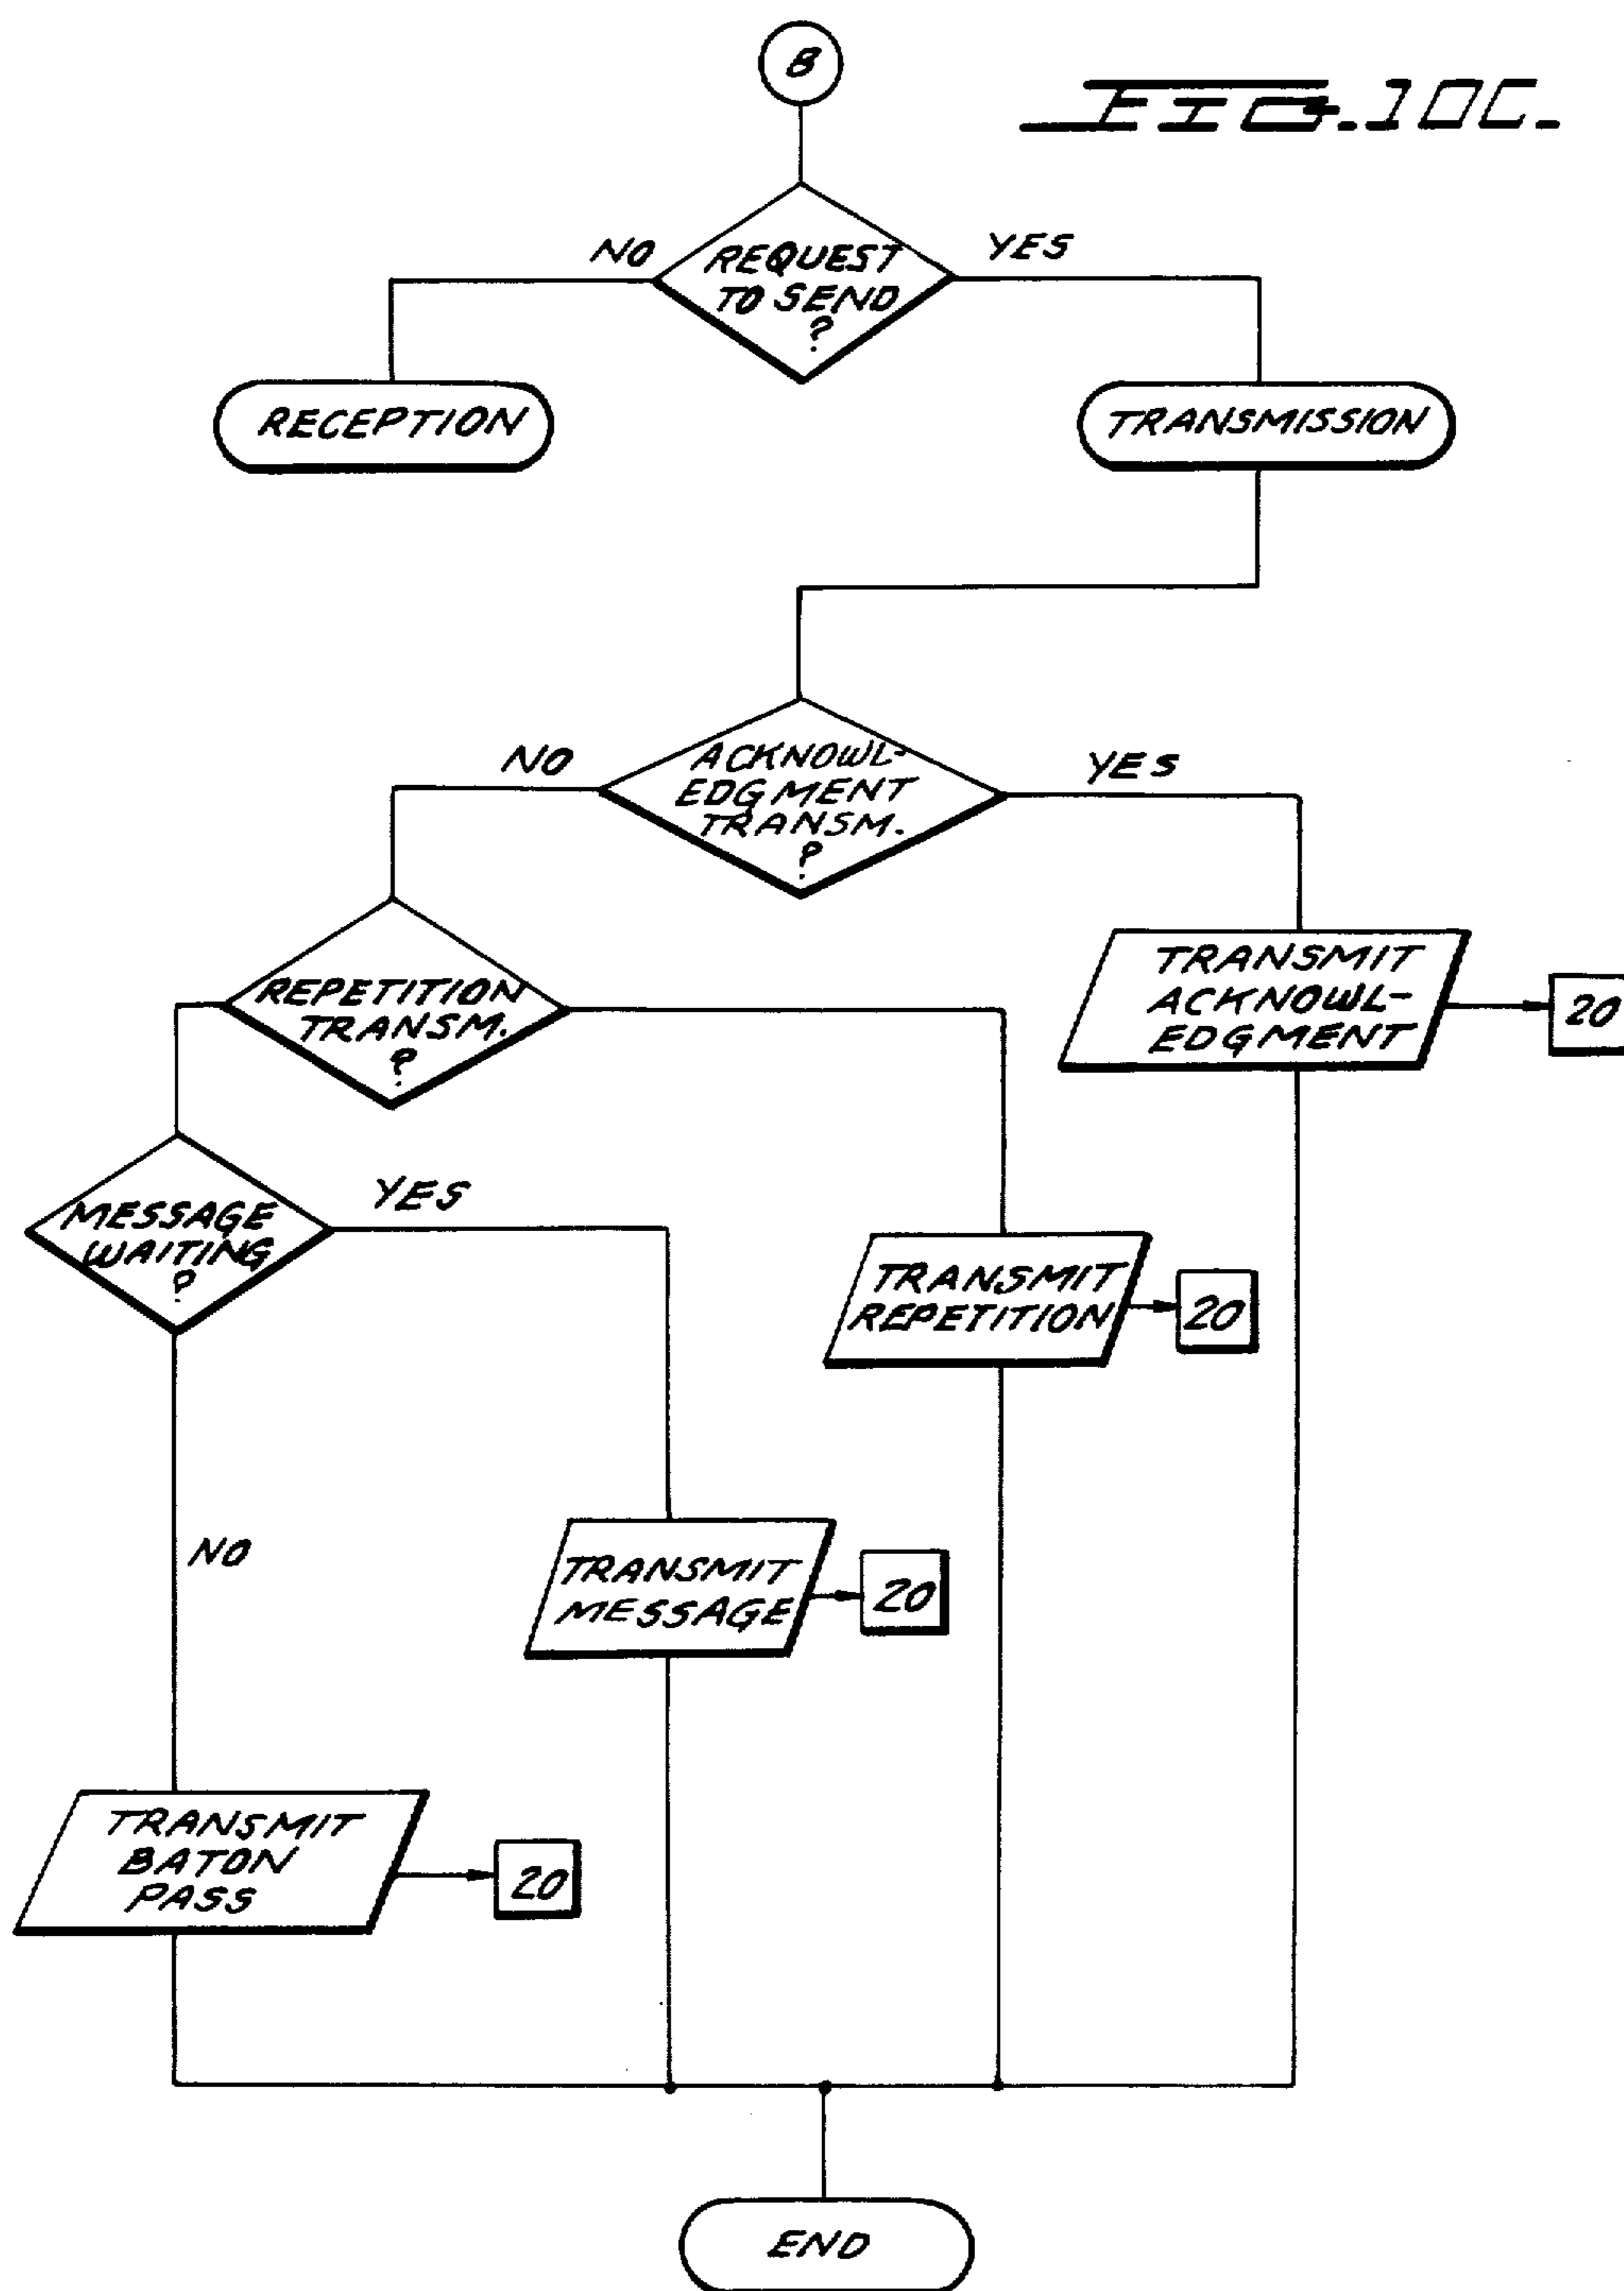 B
FIG. 10C.
NO
YES
REQUEST
TO SEND
?
RECEPTION
TRANSMISSION
NO
YES
ACKNOWL-
EDGMENT
TRANSM.
?
REPETITION
TRANSM.
?
TRANSMIT
ACKNOWL-
EDGMENT
20
MESSAGE
WAITING
?
YES
TRANSMIT
REPETITION
20
NO
TRANSMIT
MESSAGE
20
TRANSMIT
BATON
PASS
20
END